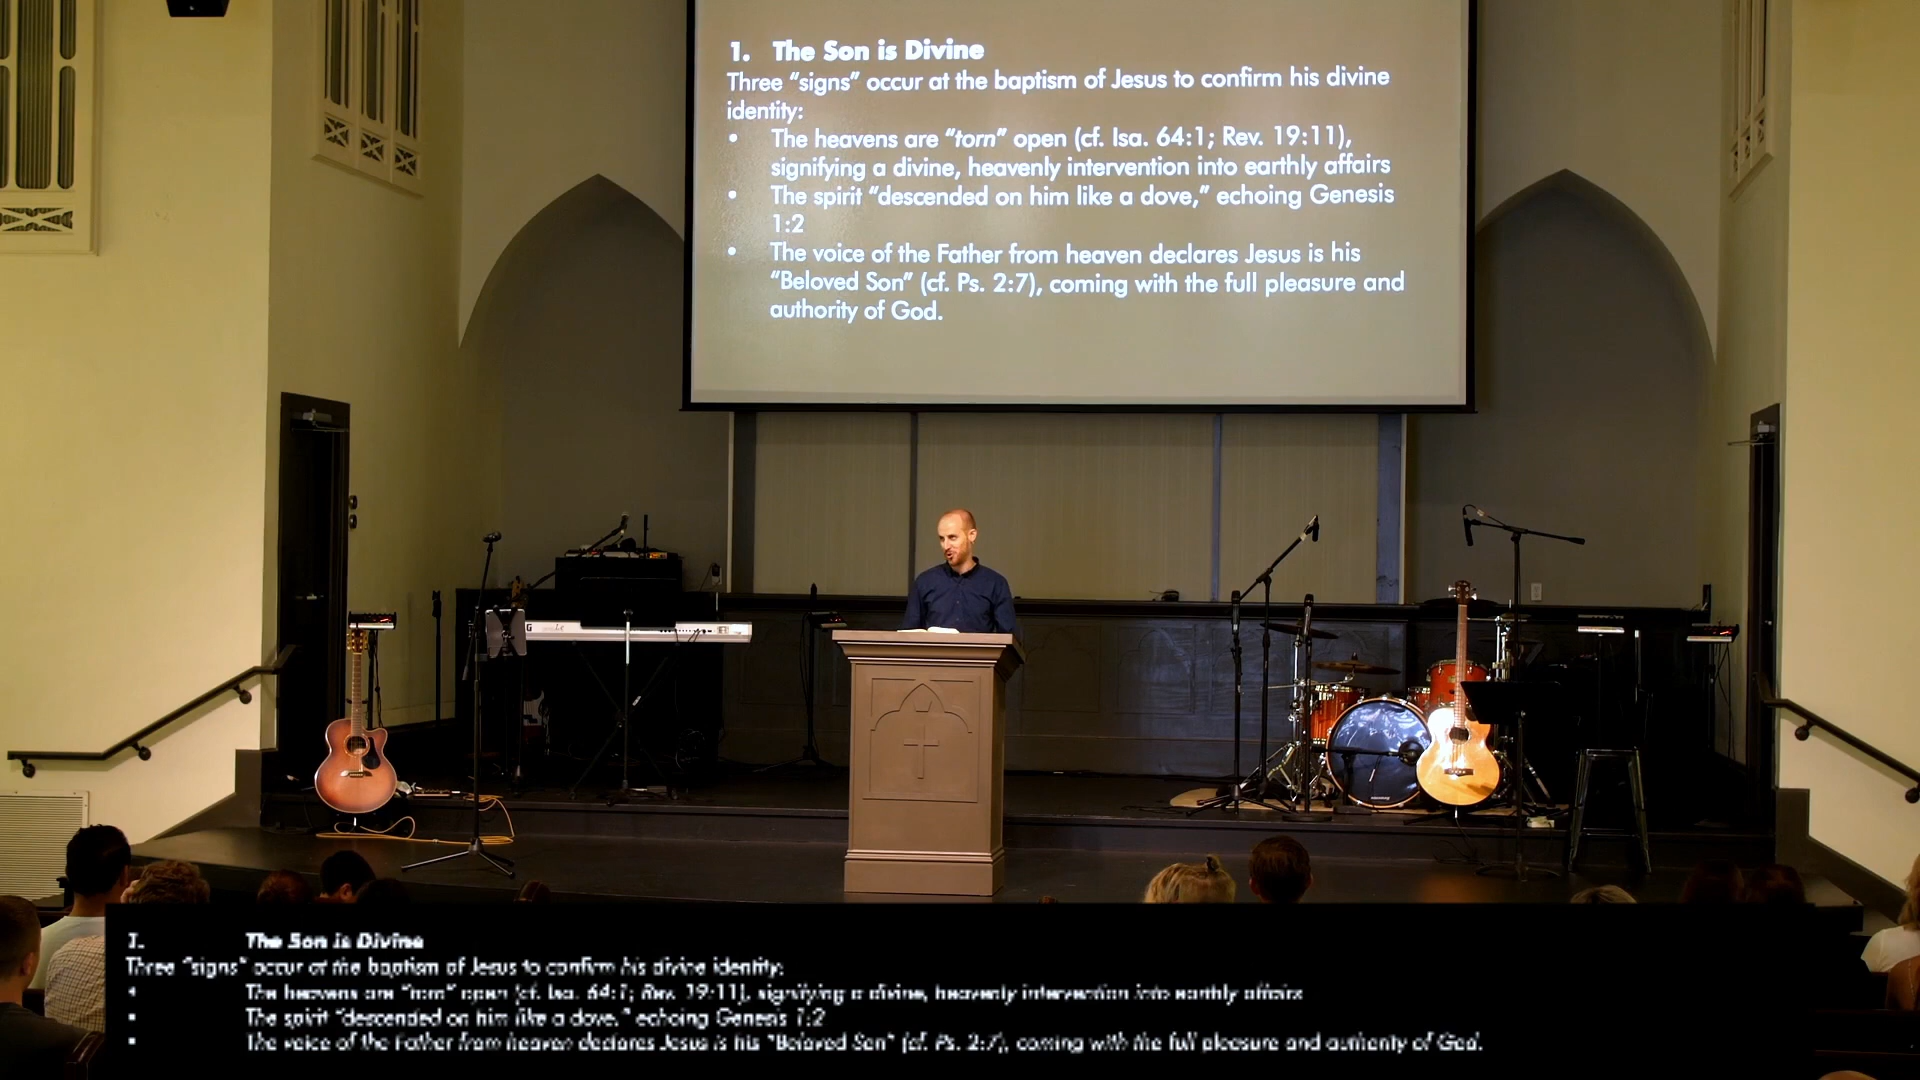 1. The Son is Divine
Three “signs” occur at the baptism of Jesus to confirm his divine
identity:
• The heavens are “torn” open (cf. Isa. 64:1; Rev. 19:11),
signifying a divine, heavenly intervention into earthly affairs
• The spirit “descended on him like a dove,” echoing Genesis
1:2
• The voice of the Father from heaven declares Jesus is his
“Beloved Son” (cf. Ps. 2:7), coming with the full pleasure and
authority of God.
1. The Son is Divine
Three “signs” occur at the baptism of Jesus to confirm his divine identity:
• The heavens are “torn” open (cf. Isa. 64:1; Rev. 19:11), signifying a divine, heavenly intervention into earthly affairs
• The spirit “descended on him like a dove,” echoing Genesis 1:2
• The voice of the Father from heaven declares Jesus is his “Beloved Son” (cf. Ps. 2:7), coming with the full pleasure and authority of God.